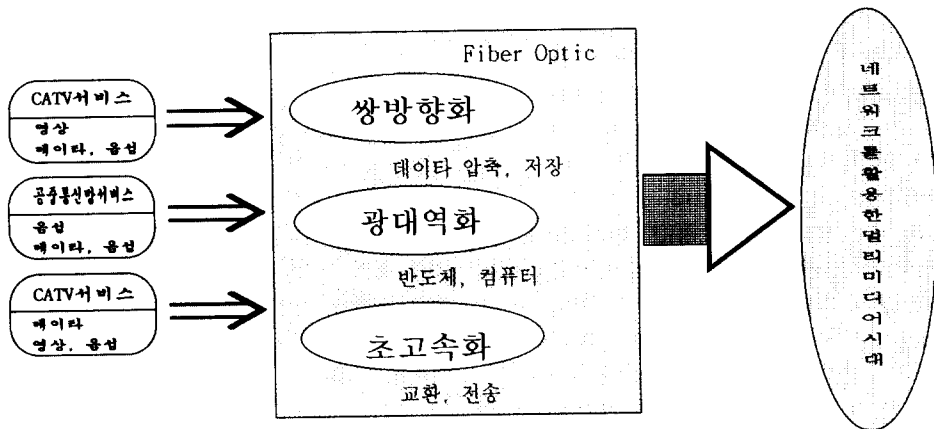 CATV서비스
영상
데이타, 음성
공중통신망서비스
음성
데이타, 음성
CATV서비스
데이타
영상, 음성
Fiber Optic
쌍방향화
데이타 압축, 저장
광대역화
반도체, 컴퓨터
초고속화
교환, 전송
네트워크를활용한멀티미디어시대